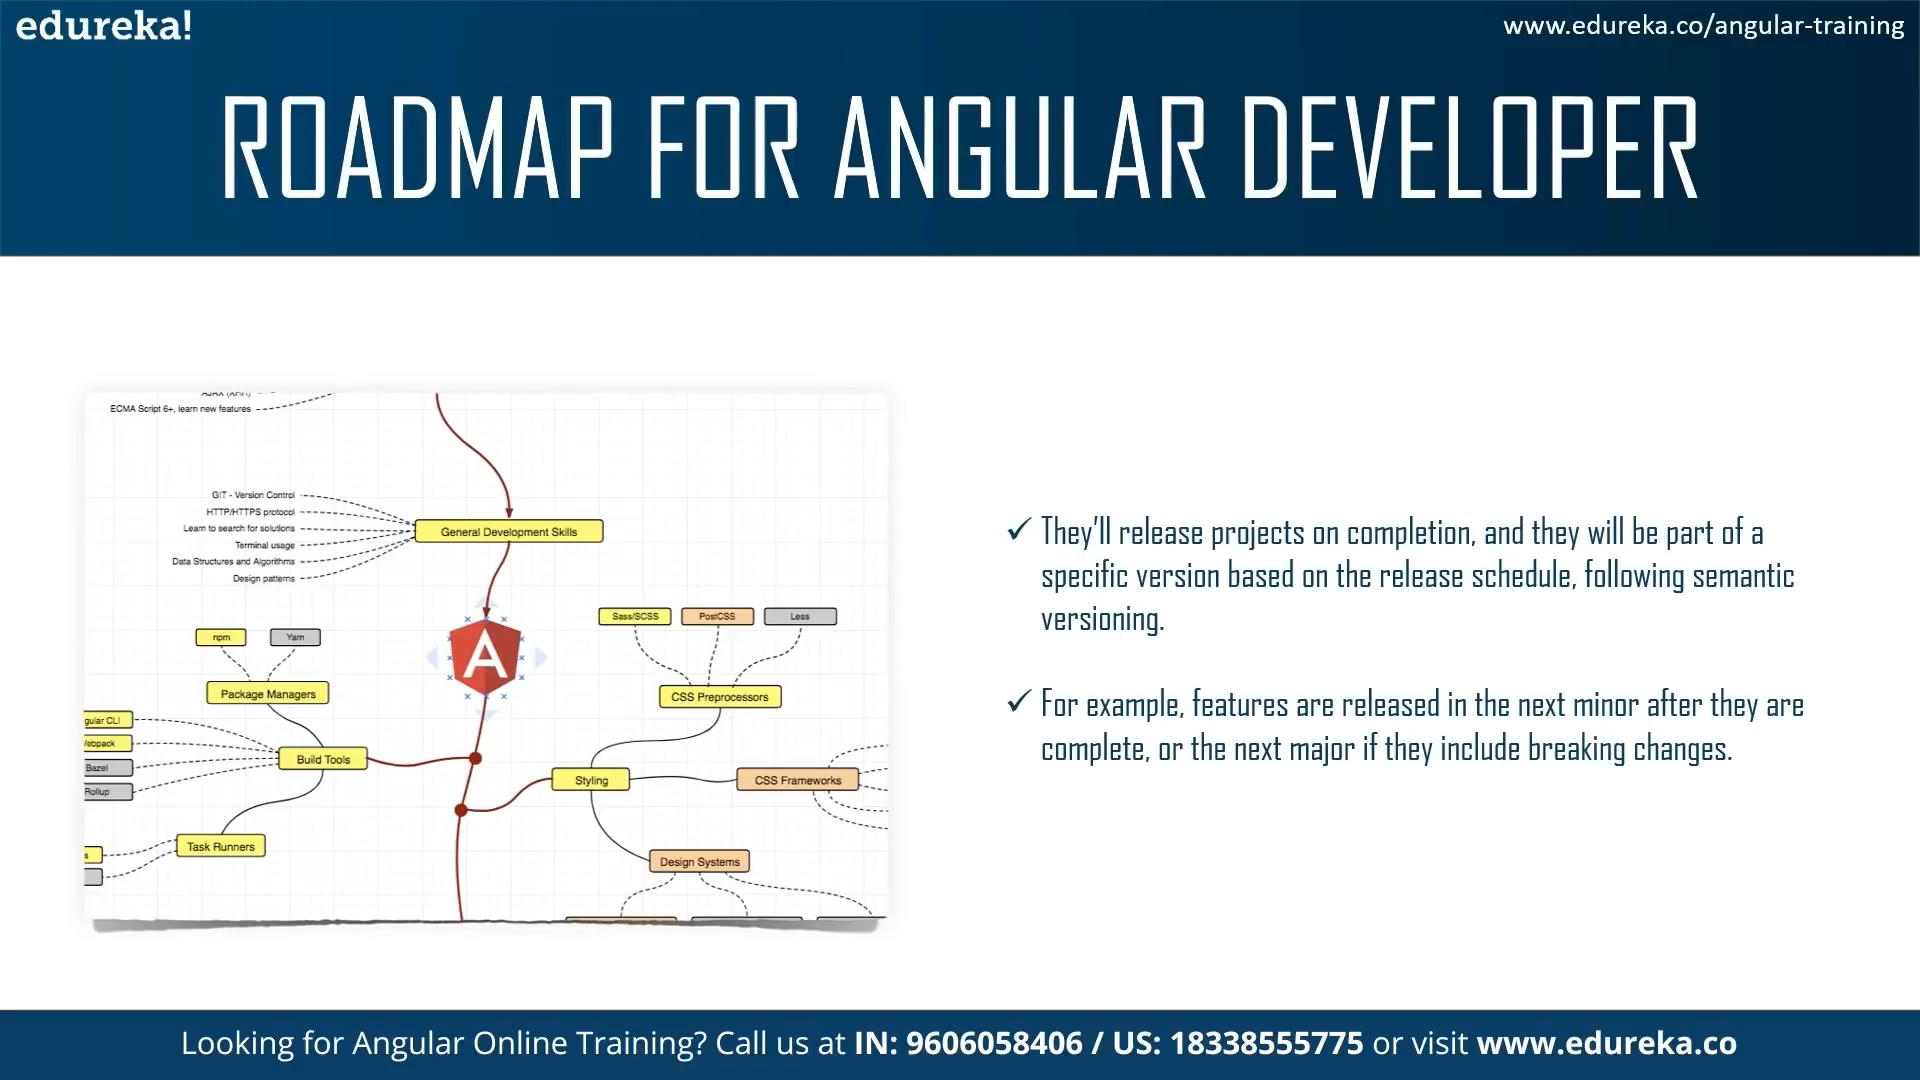 edureka!
www.edureka.co/angular-training
ROADMAP FOR ANGULAR DEVELOPER
AJAX (XHR)
ECMA Script 6+, learn new features
GIT - Version Control
HTTP/HTTPS protocol
Learn to search for solutions
Terminal usage
Data Structures and Algorithms
Design patterns
General Development Skills
npm
Yarn
Package Managers
A
Sass/SCSS
PostCSS
Less
CSS Preprocessors
gular CLI
ebpack
Bazel
Rollup
Build Tools
Styling
CSS Frameworks
s
Task Runners
Design Systems
✓ They'll release projects on completion, and they will be part of a
specific version based on the release schedule, following semantic
versioning.
✓ For example, features are released in the next minor after they are
complete, or the next major if they include breaking changes.
Looking for Angular Online Training? Call us at IN: 9606058406 / US: 18338555775 or visit www.edureka.co